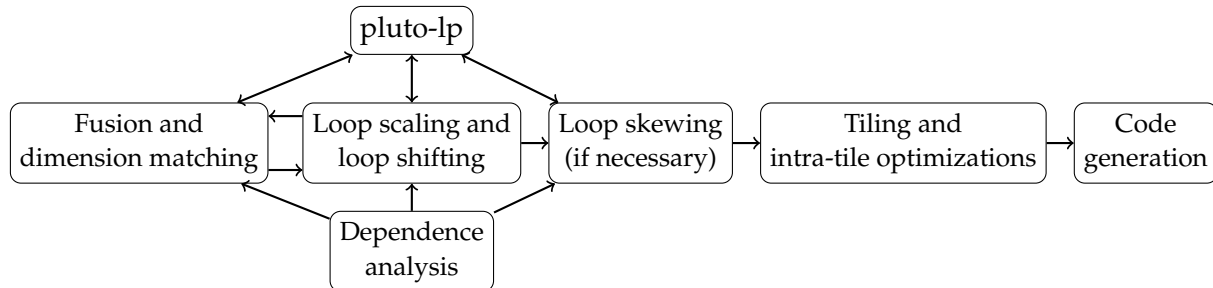 pluto-lp
Fusion and
dimension matching
Loop scaling and
loop shifting
Loop skewing
(if necessary)
Tiling and
intra-tile optimizations
Code
generation
Dependence
analysis